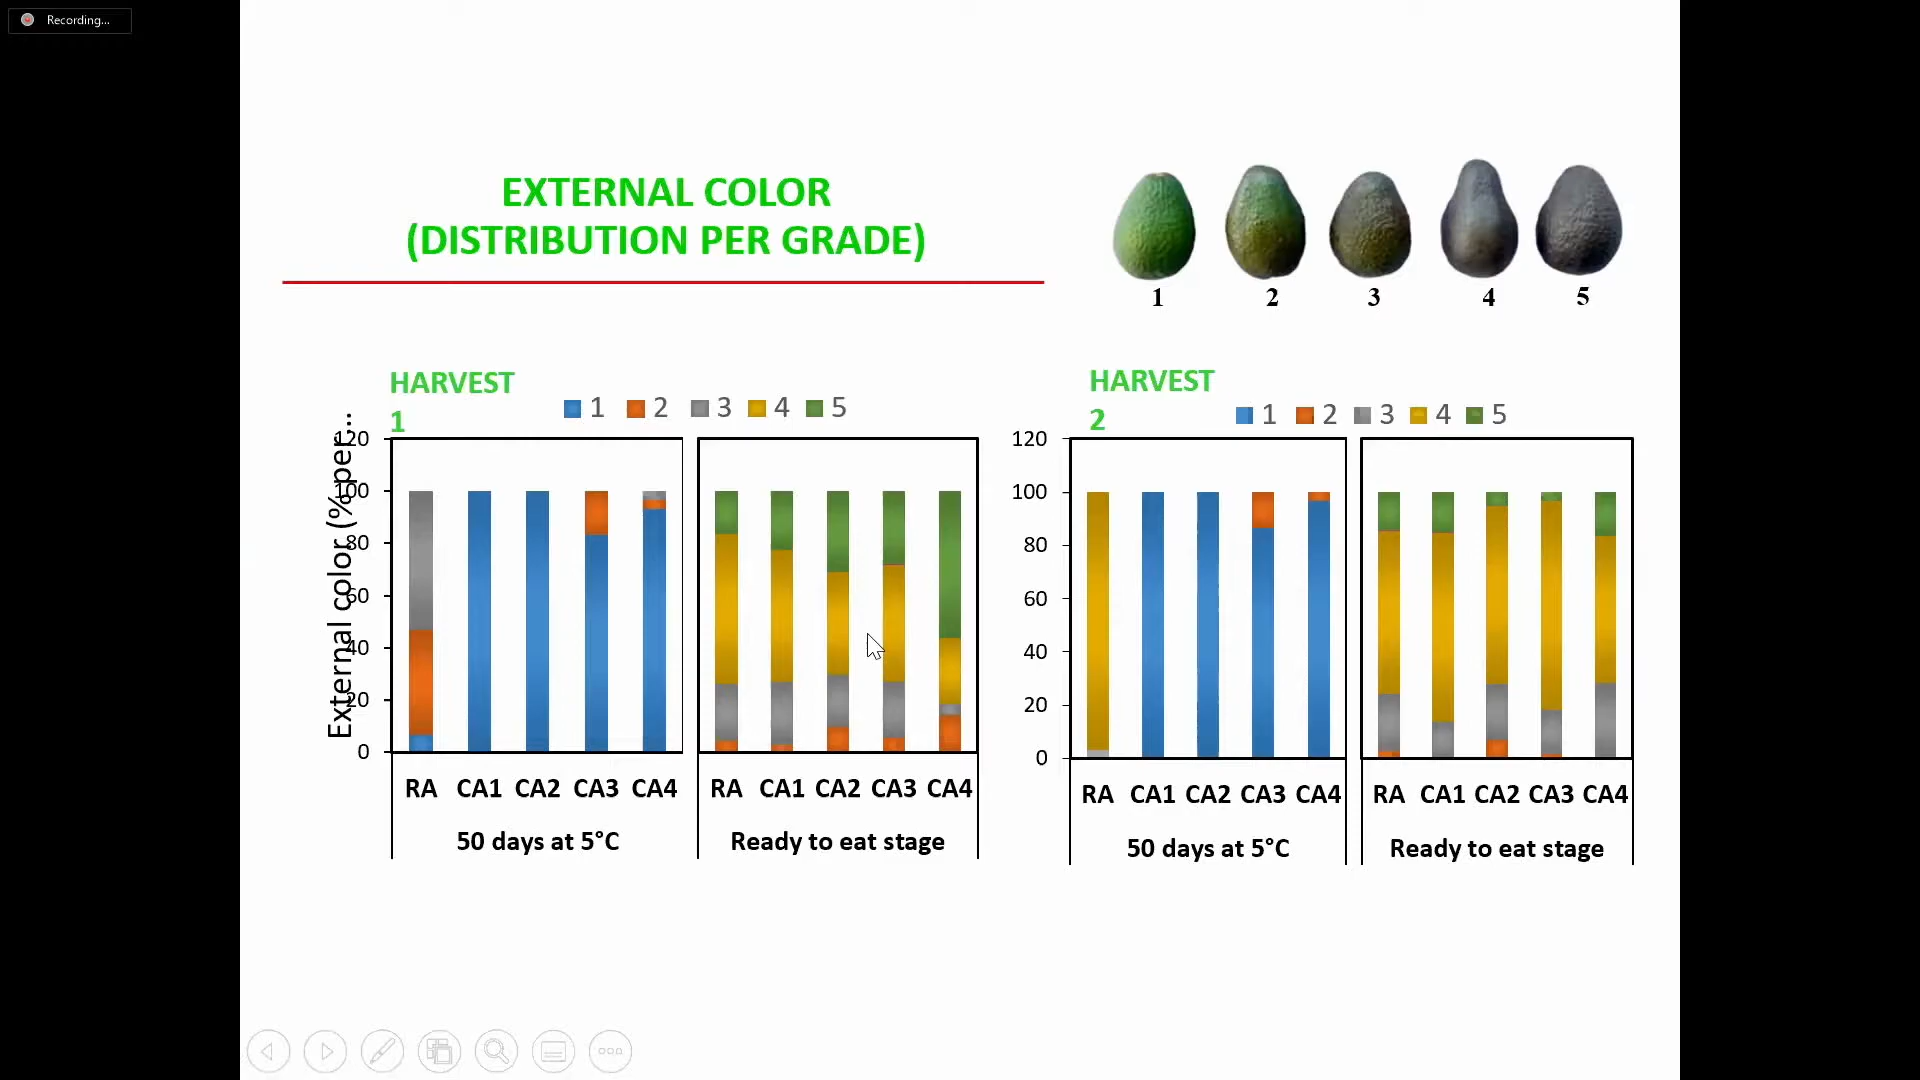 Recording...
EXTERNAL COLOR
(DISTRIBUTION PER GRADE)
1 2 3 4 5
HARVEST
1
1 2 3 4 5
External color (% per...
120
100
80
60
40
20
0
RA CA1 CA2 CA3 CA4
50 days at 5°C
RA CA1 CA2 CA3 CA4
Ready to eat stage
HARVEST
2
1 2 3 4 5
120
100
80
60
40
20
0
RA CA1 CA2 CA3 CA4
50 days at 5°C
RA CA1 CA2 CA3 CA4
Ready to eat stage